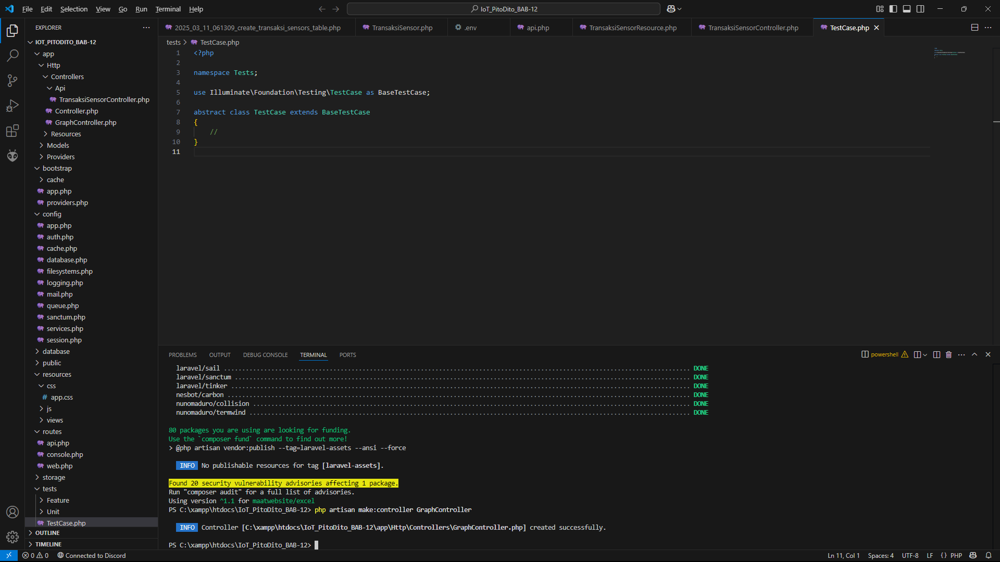 File Edit Selection View Go Run Terminal Help
IoT_PitoDito_BAB-12
EXPLORER
IOT_PITODITO_BAB-12
app
Http
Controllers
Api
TransaksiSensorController.php
Controller.php
GraphController.php
Resources
Models
Providers
bootstrap
cache
app.php
providers.php
config
app.php
auth.php
cache.php
database.php
filesystems.php
logging.php
mail.php
queue.php
sanctum.php
services.php
session.php
database
public
resources
css
# app.css
js
views
routes
api.php
console.php
web.php
storage
tests
Feature
Unit
TestCase.php
OUTLINE
TIMELINE
2025_03_11_061309_create_transaksi_sensors_table.php TransaksiSensor.php .env api.php TransaksiSensorResource.php TransaksiSensorController.php TestCase.php
tests > TestCase.php
1 <?php
2
3 namespace Tests;
4
5 use Illuminate\Foundation\Testing\TestCase as BaseTestCase;
6
7 abstract class TestCase extends BaseTestCase
8 {
9     //
10 }
11
PROBLEMS OUTPUT DEBUG CONSOLE TERMINAL PORTS
powershell
laravel/sail ........................................ DONE
laravel/sanctum ........................................ DONE
laravel/tinker ........................................ DONE
nesbot/carbon ........................................ DONE
nunomaduro/collision ........................................ DONE
nunomaduro/termwind ........................................ DONE
80 packages you are using are looking for funding.
Use the `composer fund` command to find out more!
> @php artisan vendor:publish --tag=laravel-assets --ansi --force
INFO No publishable resources for tag [laravel-assets].
Found 20 security vulnerability advisories affecting 1 package.
Run "composer audit" for a full list of advisories.
Using version ^1.1 for maatwebsite/excel
PS C:\xampp\htdocs\IoT_PitoDito_BAB-12> php artisan make:controller GraphController
INFO Controller [C:\xampp\htdocs\IoT_PitoDito_BAB-12\app\Http\Controllers\GraphController.php] created successfully.
PS C:\xampp\htdocs\IoT_PitoDito_BAB-12>
0 0 Connected to Discord
Ln 11, Col 1 Spaces: 4 UTF-8 LF {} PHP